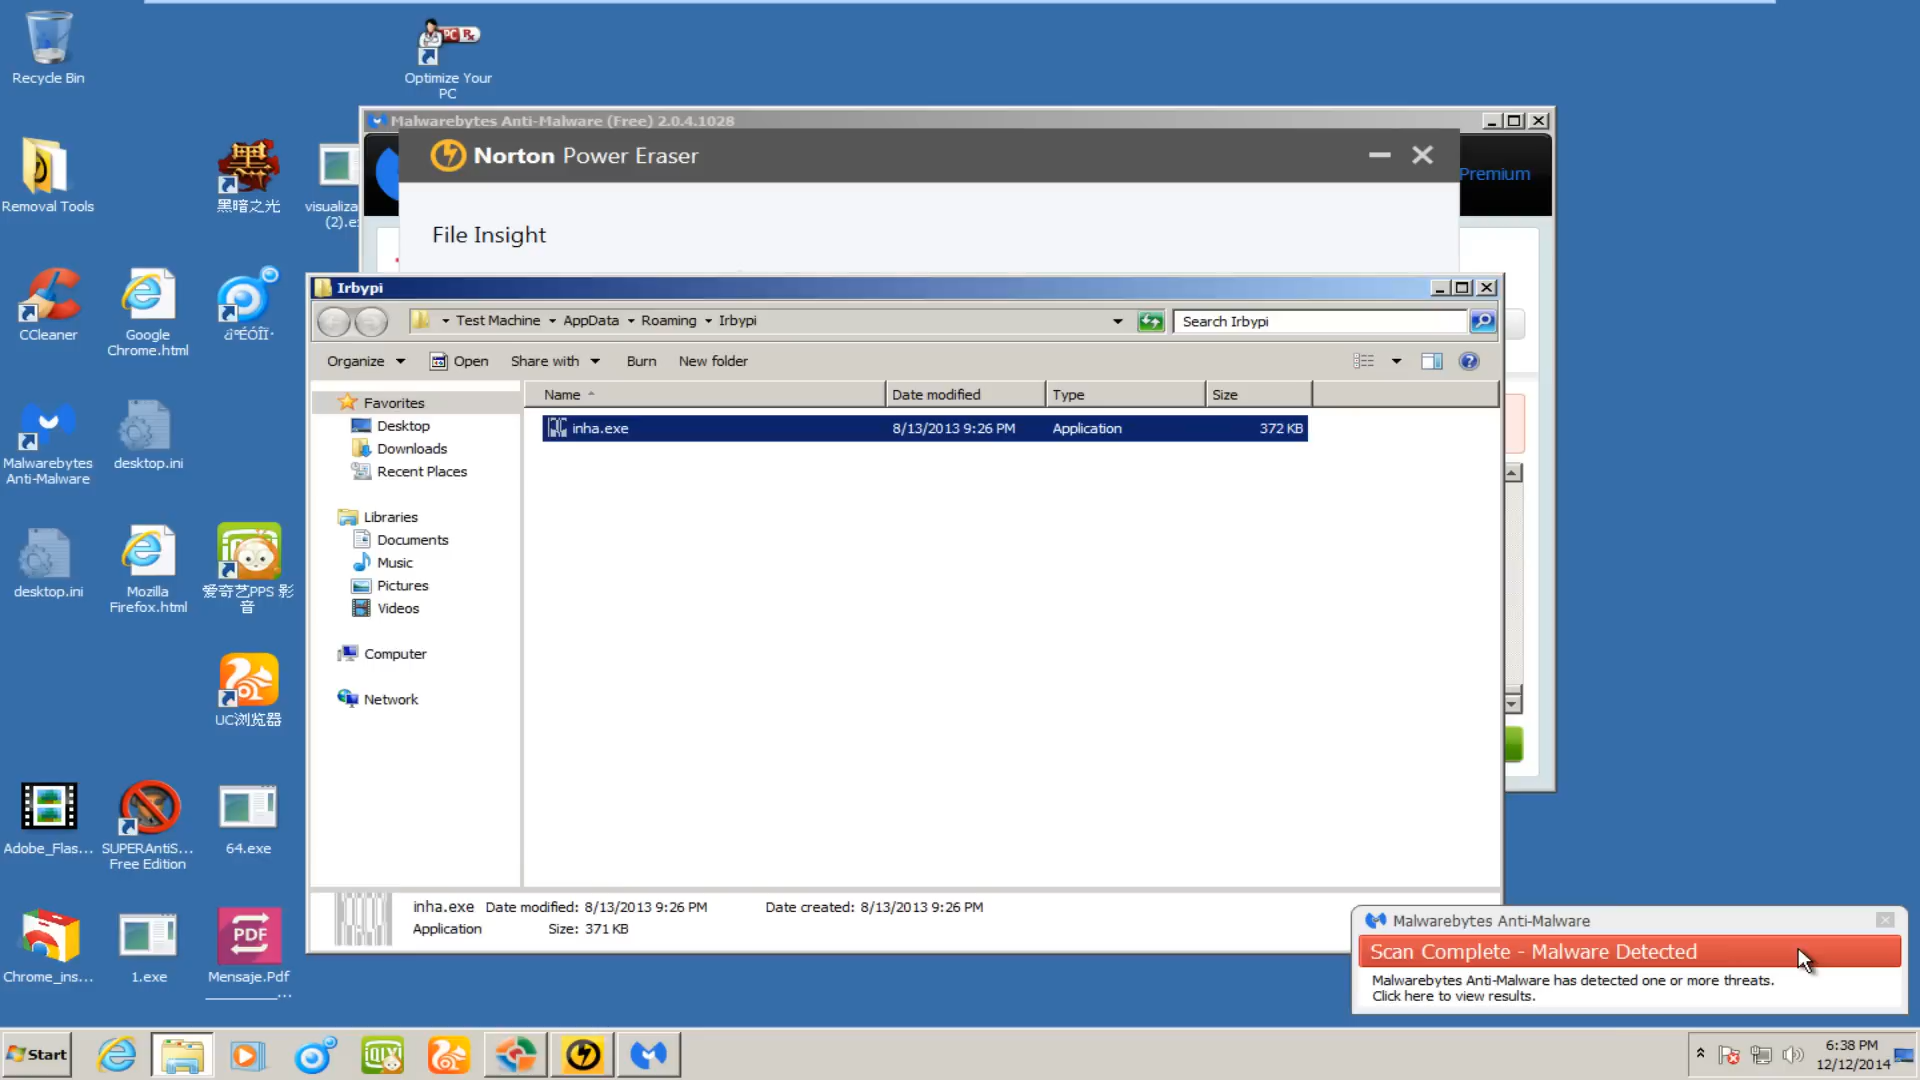 Recycle Bin
Optimize Your
PC
Removal Tools
黑暗之光
visualiza
(2).e
CCleaner
Google
Chrome.html
Malwarebytes
Anti-Malware
desktop.ini
desktop.ini
Mozilla
Firefox.html
爱奇艺PPS 影
音
UC浏览器
Adobe_Flas...
SUPERAntiS...
Free Edition
64.exe
Chrome_ins...
1.exe
PDF
Mensaje.Pdf
__________...
Malwarebytes Anti-Malware (Free) 2.0.4.1028
Premium
Norton Power Eraser
File Insight
Irbypi
Test Machine AppData Roaming Irbypi
Search Irbypi
Organize Open Share with Burn New folder
Favorites
Desktop
Downloads
Recent Places
Libraries
Documents
Music
Pictures
Videos
Computer
Network
Name Date modified Type Size
inha.exe 8/13/2013 9:26 PM Application 372 KB
inha.exe Date modified: 8/13/2013 9:26 PM Date created: 8/13/2013 9:26 PM
Application Size: 371 KB
Malwarebytes Anti-Malware
Scan Complete - Malware Detected
Malwarebytes Anti-Malware has detected one or more threats.
Click here to view results.
Start
6:38 PM
12/12/2014